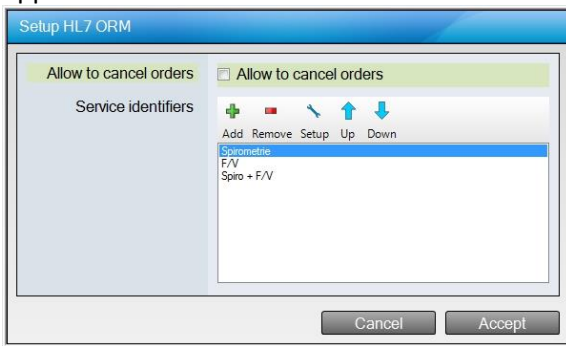 Setup HL7 ORM
Allow to cancel orders
Allow to cancel orders
Service identifiers
Add Remove Setup Up Down
Spirometrie
F/V
Spiro + F/V
Cancel Accept